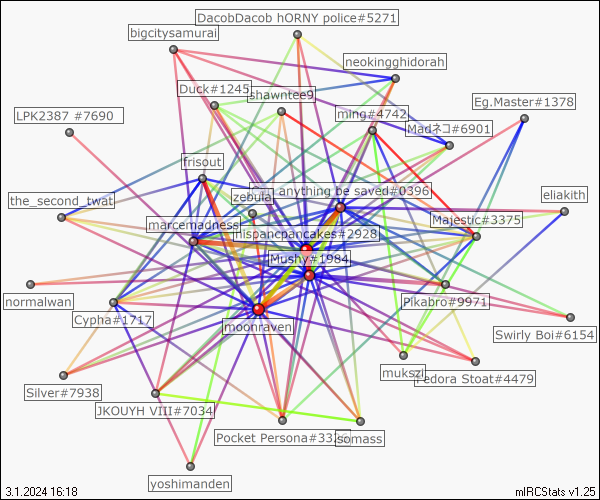 DacobDacob hORNY police#5271
bigcitysamurai
neokingghidorah
Duck#1245
shawntee9
Eg.Master#1378
LPK2387 #7690
ming#4742
Madネコ#6901
frisout
anything be saved#0396
the_second_twat
zebula
eliakith
marcemadness
Majestic#3375
hispancpancakes#2928
Mushy#1984
normalwan
Pikabro#9971
Cypha#1717
moonraven
Swirly Boi#6154
mukszi
Fedora Stoat#4479
Silver#7938
JKOUYH VIII#7034
Pocket
somass
yoshimanden
3.1.2024 16:18
mIRCStats v1.25